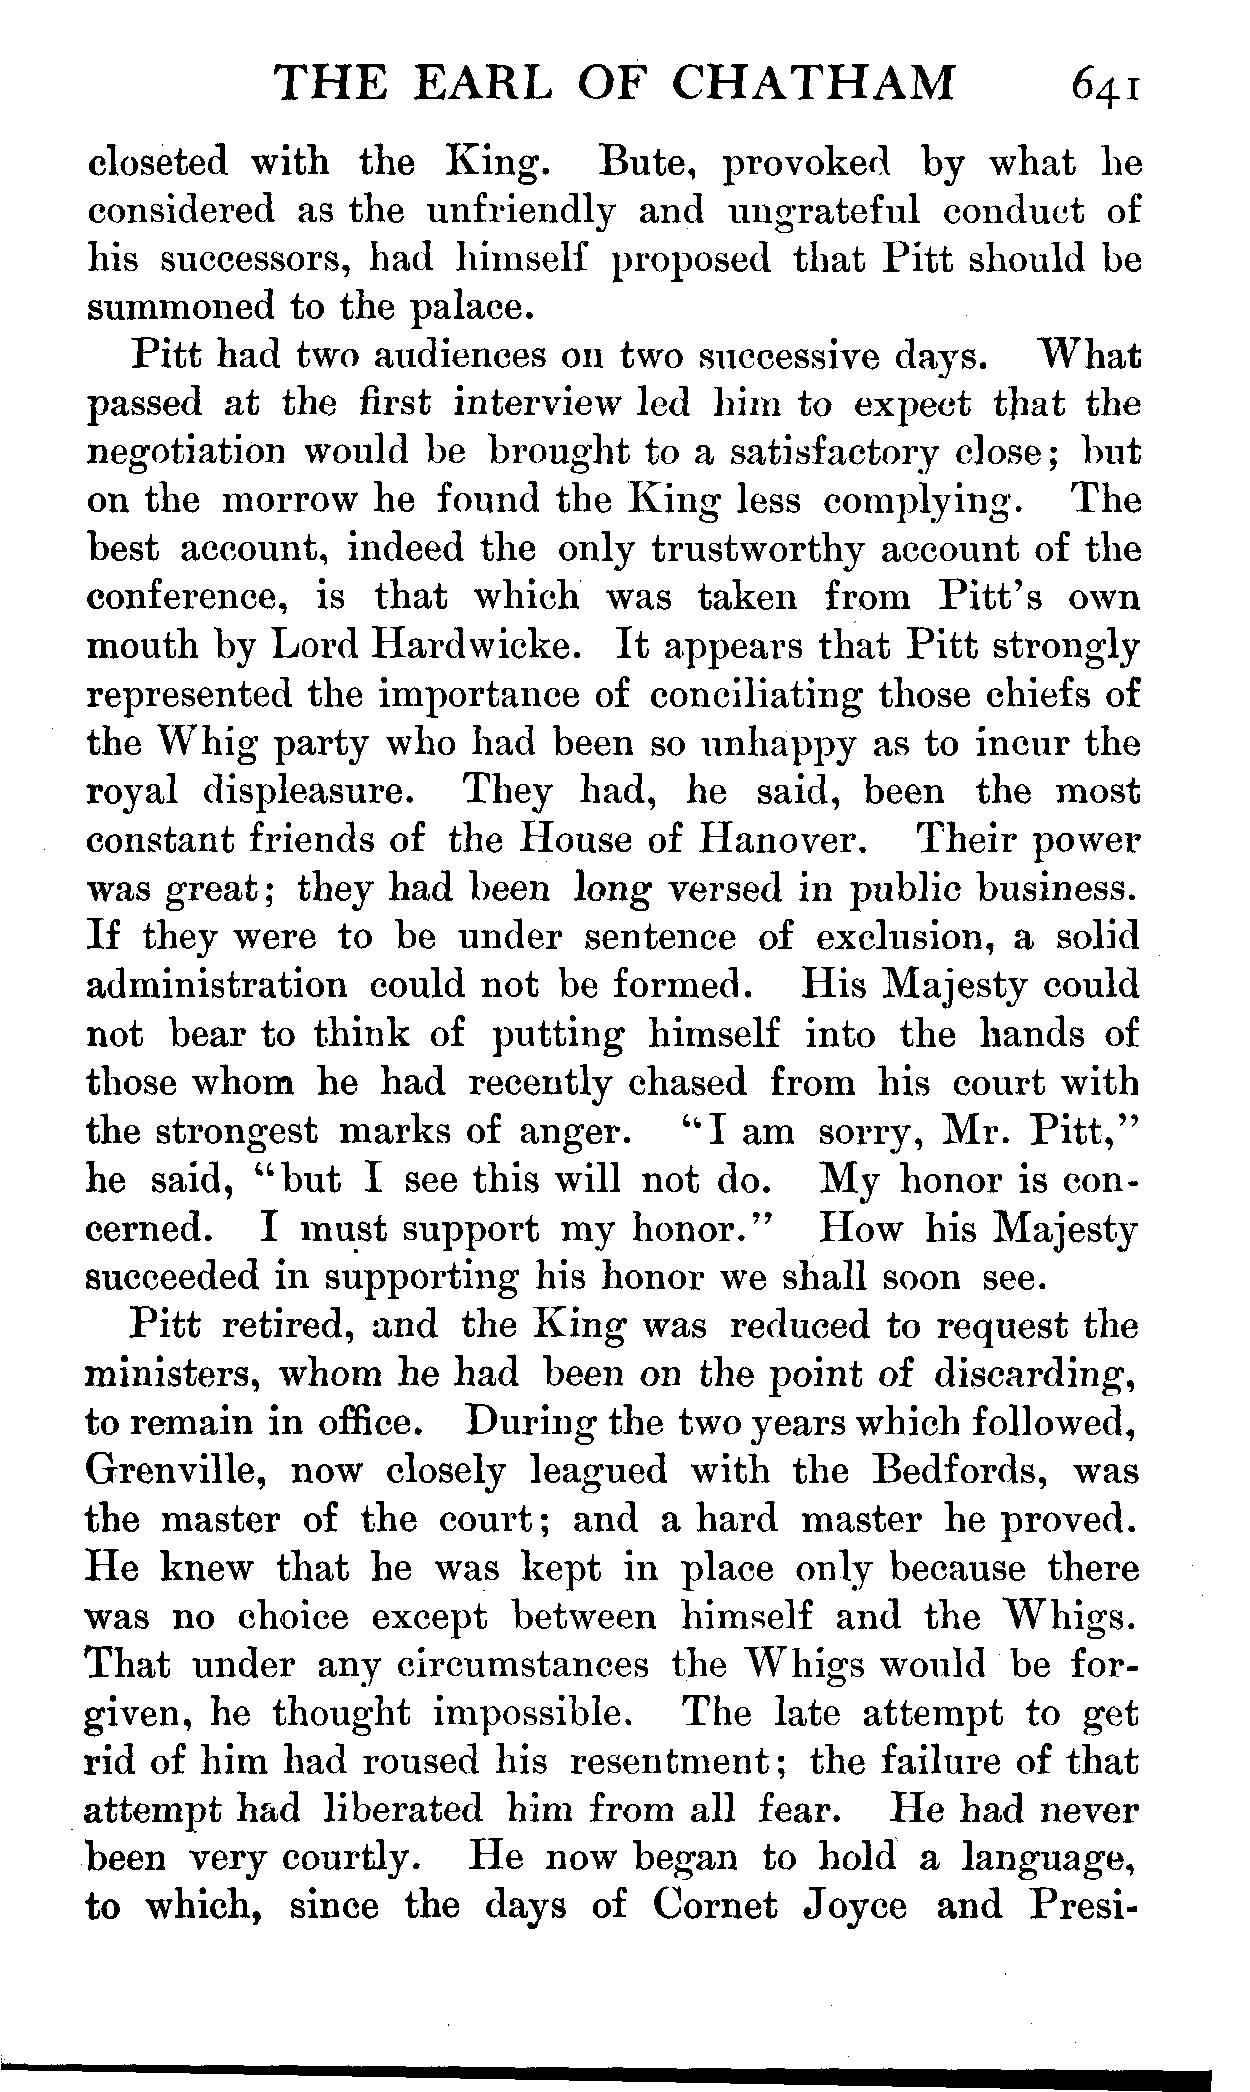 THE EARL OF CHATHAM 641
closeted with the King. Bute, provoked by what he
considered as the unfriendly and ungrateful conduct of
his successors, had himself proposed that Pitt should be
summoned to the palace.
Pitt had two audiences on two successive days. What
passed at the first interview led him to expect that the
negotiation would be brought to a satisfactory close; but
on the morrow he found the King less complying. The
best account, indeed the only trustworthy account of the
conference, is that which was taken from Pitt's own
mouth by Lord Hardwicke. It appears that Pitt strongly
represented the importance of conciliating those chiefs of
the Whig party who had been so unhappy as to incur the
royal displeasure. They had, he said, been the most
constant friends of the House of Hanover. Their power
was great; they had been long versed in public business.
If they were to be under sentence of exclusion, a solid
administration could not be formed. His Majesty could
not bear to think of putting himself into the hands of
those whom he had recently chased from his court with
the strongest marks of anger. "I am sorry, Mr. Pitt,"
he said, "but I see this will not do. My honor is con-
cerned. I must support my honor." How his Majesty
succeeded in supporting his honor we shall soon see.
Pitt retired, and the King was reduced to request the
ministers, whom he had been on the point of discarding,
to remain in office. During the two years which followed,
Grenville, now closely leagued with the Bedfords, was
the master of the court; and a hard master he proved.
He knew that he was kept in place only because there
was no choice except between himself and the Whigs.
That under any circumstances the Whigs would be for-
given, he thought impossible. The late attempt to get
rid of him had roused his resentment; the failure of that
attempt had liberated him from all fear. He had never
been very courtly. He now began to hold a language,
to which, since the days of Cornet Joyce and Presi-